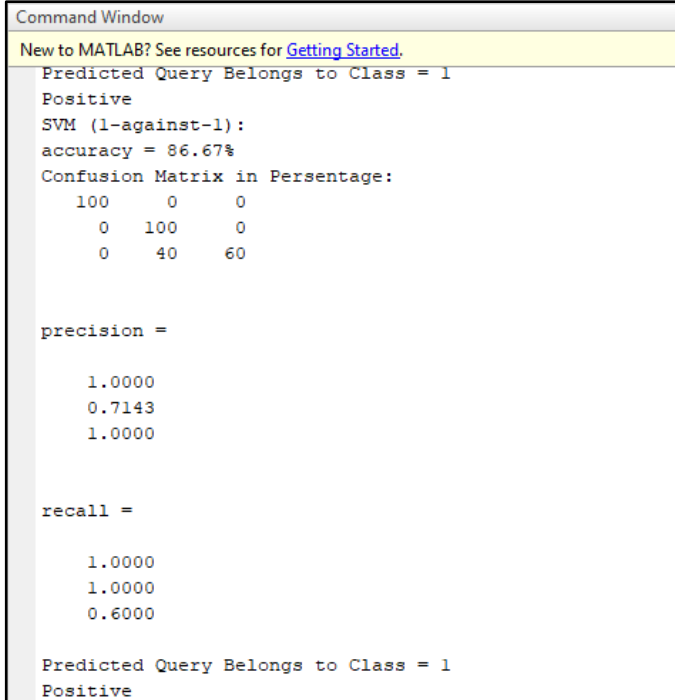 Command Window
New to MATLAB? See resources for Getting Started.
Predicted Query Belongs to Class = 1
Positive
SVM (1-against-1):
accuracy = 86.67%
Confusion Matrix in Persentage:
100 0 0
0 100 0
0 40 60
precision =
1.0000
0.7143
1.0000
recall =
1.0000
1.0000
0.6000
Predicted Query Belongs to Class = 1
Positive